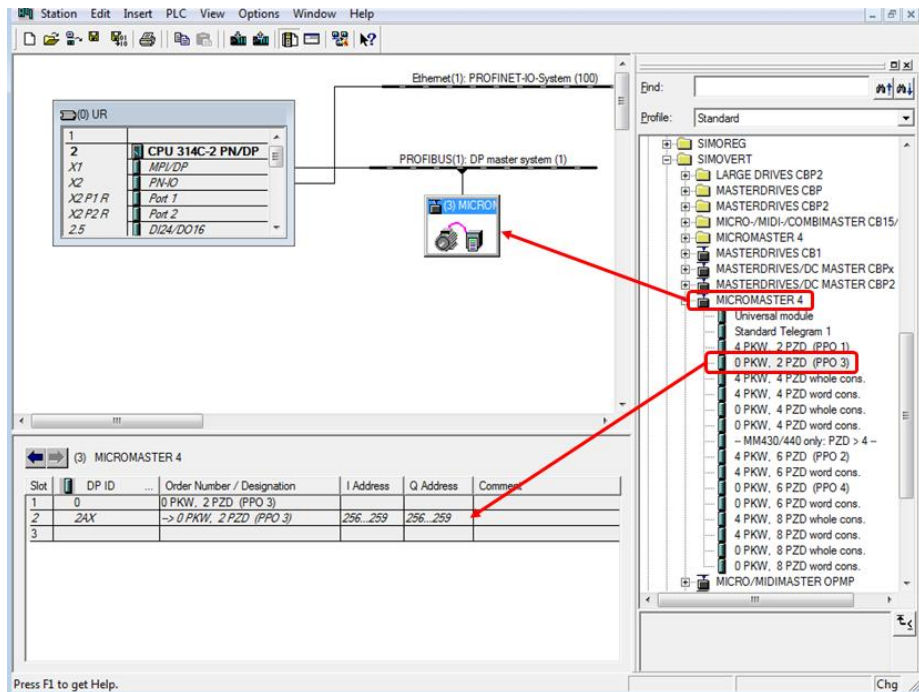 Station Edit Insert PLC View Options Window Help
Ethernet(1): PROFINET-IO-System (100)
(0) UR
1
2 CPU 314C-2 PN/DP
X1 MPI/DP
X2 PN-IO
X2 P1 R Port 1
X2 P2 R Port 2
2.5 DI24/DO16
PROFIBUS(1): DP master system (1)
(3) MICROM
(3) MICROMASTER 4
Slot DP ID ... Order Number / Designation I Address Q Address Comment
1 0 0 PKW, 2 PZD (PPO 3)
2 2AX --> 0 PKW, 2 PZD (PPO 3) 256...259 256...259
3
Find:
Profile: Standard
SIMOREG
SIMOVERT
LARGE DRIVES CBP2
MASTERDRIVES CBP
MASTERDRIVES CBP2
MICRO-/MIDI-/COMBIMASTER CB15/
MICROMASTER 4
MASTERDRIVES CB1
MASTERDRIVES/DC MASTER CBPx
MASTERDRIVES/DC MASTER CBP2
MICROMASTER 4
Universal module
Standard Telegram 1
4 PKW, 2 PZD (PPO 1)
0 PKW, 2 PZD (PPO 3)
4 PKW, 4 PZD whole cons.
4 PKW, 4 PZD word cons.
0 PKW, 4 PZD whole cons.
0 PKW, 4 PZD word cons.
-- MM430/440 only: PZD > 4 --
4 PKW, 6 PZD (PPO 2)
4 PKW, 6 PZD word cons.
0 PKW, 6 PZD (PPO 4)
0 PKW, 6 PZD word cons.
4 PKW, 8 PZD whole cons.
4 PKW, 8 PZD word cons.
0 PKW, 8 PZD whole cons.
0 PKW, 8 PZD word cons.
MICRO/MIDIMASTER OPMP
Press F1 to get Help.
Chg